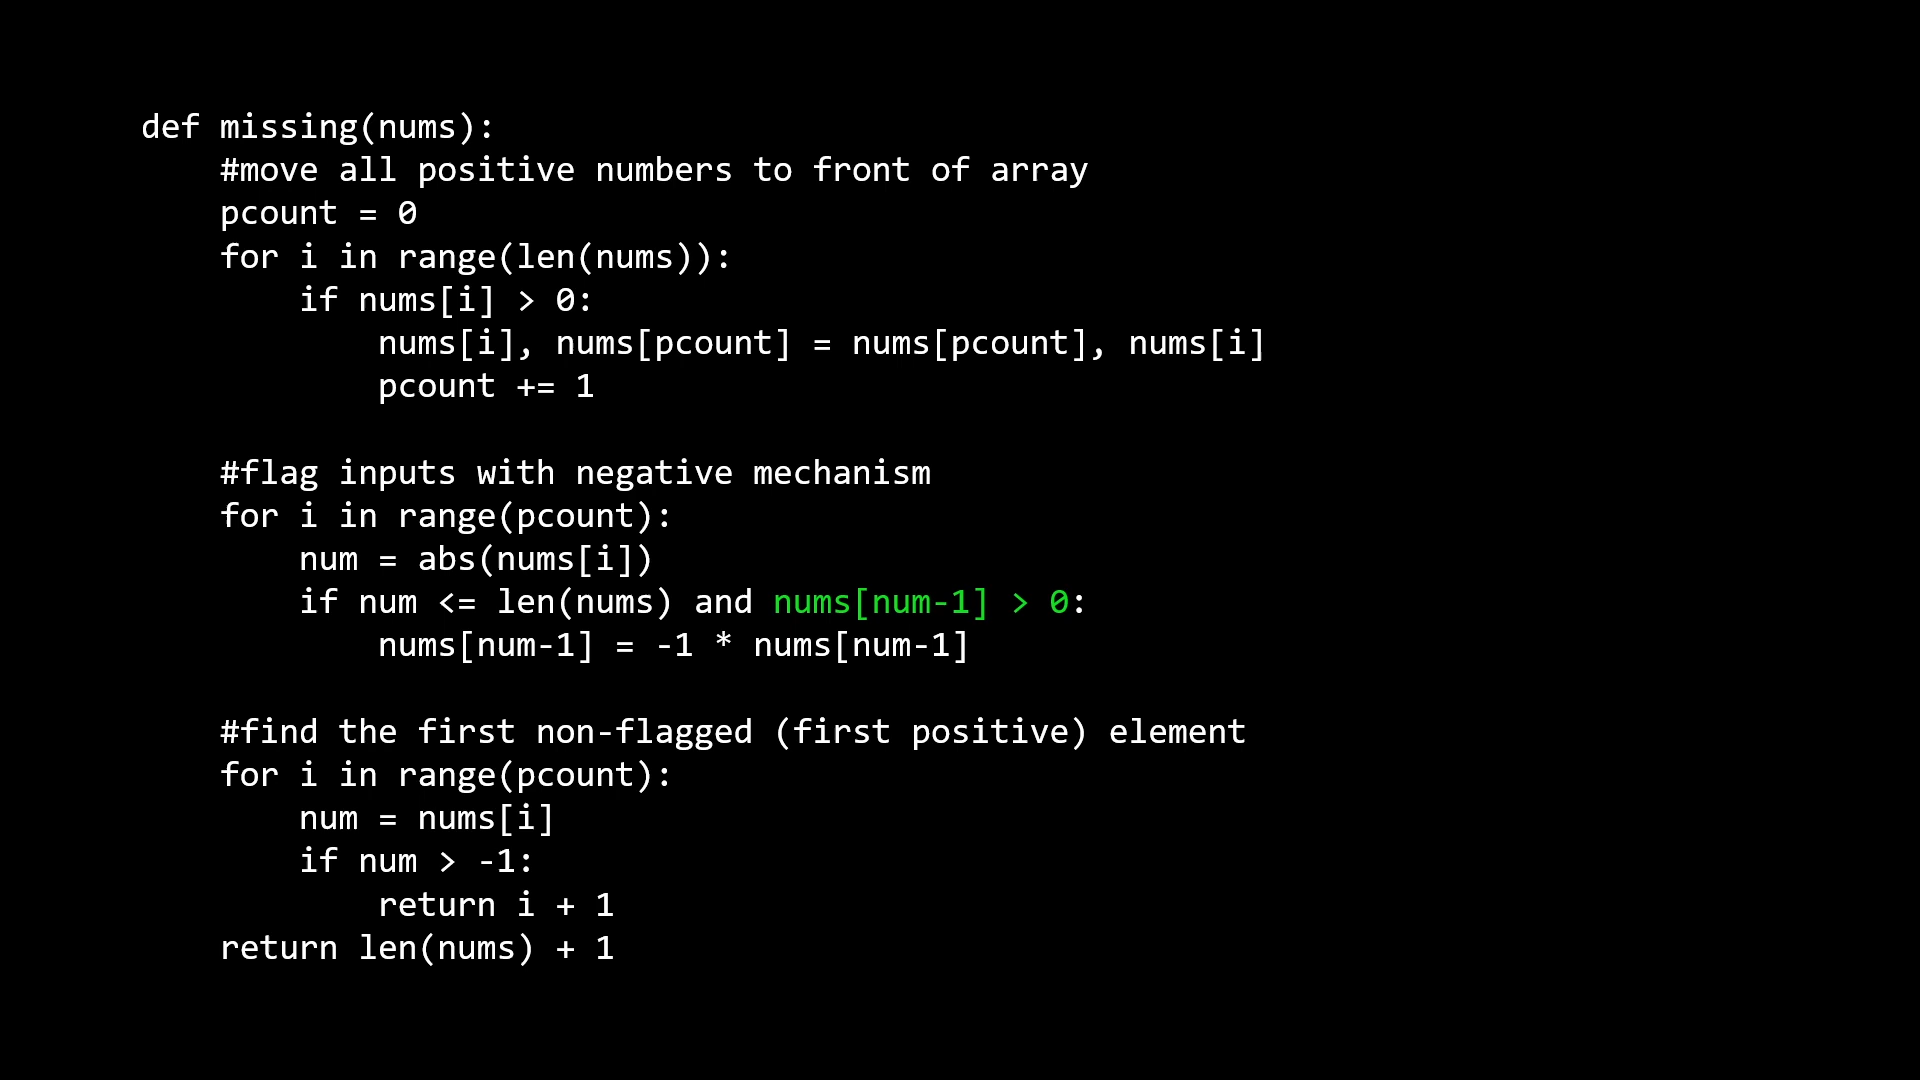 def missing(nums):
    #move all positive numbers to front of array
    pcount = 0
    for i in range(len(nums)):
        if nums[i] > 0:
            nums[i], nums[pcount] = nums[pcount], nums[i]
            pcount += 1

    #flag inputs with negative mechanism
    for i in range(pcount):
        num = abs(nums[i])
        if num <= len(nums) and nums[num-1] > 0:
            nums[num-1] = -1 * nums[num-1]

    #find the first non-flagged (first positive) element
    for i in range(pcount):
        num = nums[i]
        if num > -1:
            return i + 1
    return len(nums) + 1